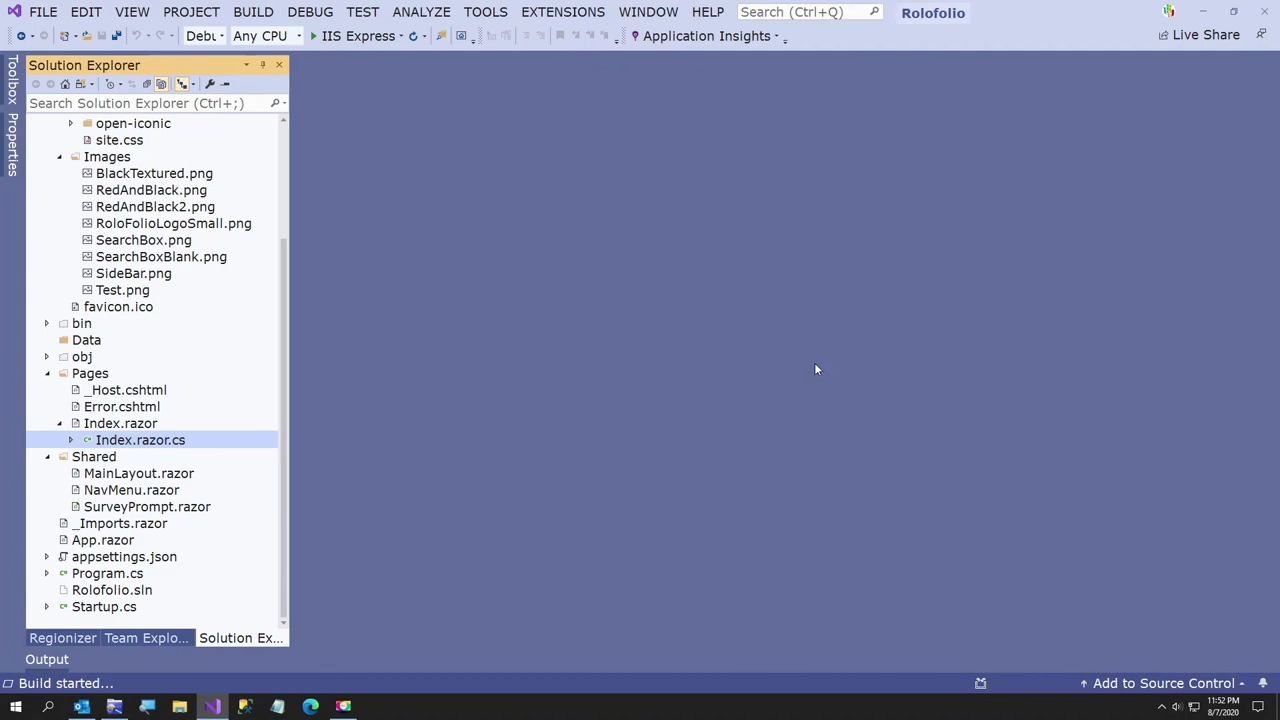 FILE EDIT VIEW PROJECT BUILD DEBUG TEST ANALYZE TOOLS EXTENSIONS WINDOW HELP Search (Ctrl+Q) Rolofolio
Debu Any CPU IIS Express Application Insights Live Share
Toolbox
Properties
Solution Explorer
Search Solution Explorer (Ctrl+;)
open-iconic
site.css
Images
BlackTextured.png
RedAndBlack.png
RedAndBlack2.png
RoloFolioLogoSmall.png
SearchBox.png
SearchBoxBlank.png
SideBar.png
Test.png
favicon.ico
bin
Data
obj
Pages
_Host.cshtml
Error.cshtml
Index.razor
Index.razor.cs
Shared
MainLayout.razor
NavMenu.razor
SurveyPrompt.razor
_Imports.razor
App.razor
appsettings.json
Program.cs
Rolofolio.sln
Startup.cs
Regionizer Team Explo... Solution Ex...
Output
Build started... Add to Source Control
11:52 PM
8/7/2020